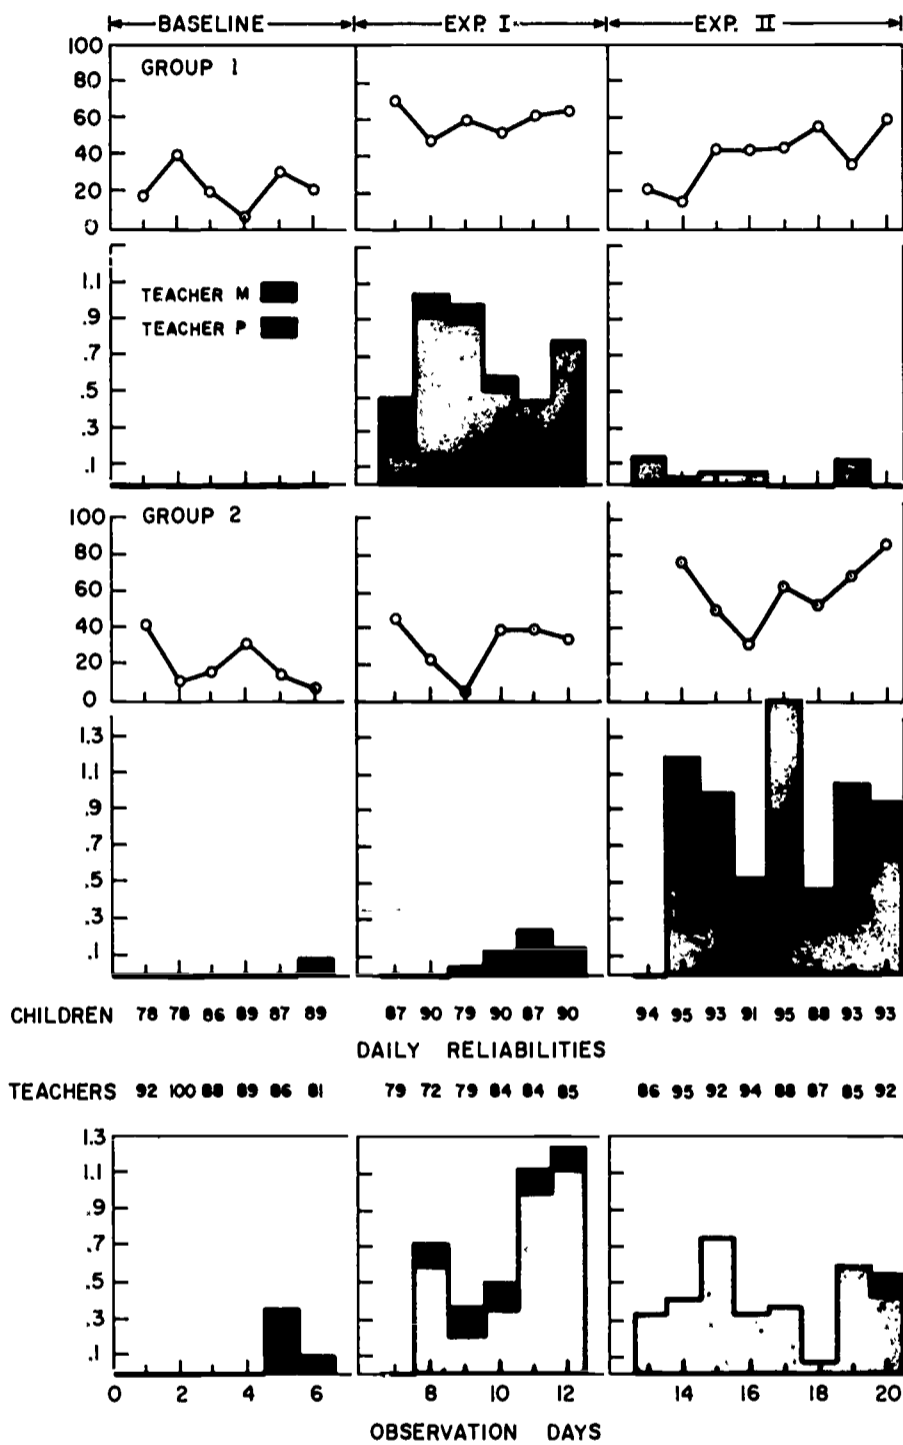 BASELINE EXP. I EXP. II
100 GROUP 1
80
60
40
20
0
1.1 TEACHER M
.9 TEACHER P
.7
.5
.3
.1
100 GROUP 2
80
60
40
20
0
1.3
1.1
.9
.7
.5
.3
.1
CHILDREN 78 78 86 89 87 89 87 90 79 90 87 90 94 95 93 91 95 88 93 93
DAILY RELIABILITIES
TEACHERS 92 100 88 89 86 81 79 72 79 84 84 85 86 95 92 94 88 87 85 92
1.3
1.1
.9
.7
.5
.3
.1
0 2 4 6 8 10 12 14 16 18 20
OBSERVATION DAYS